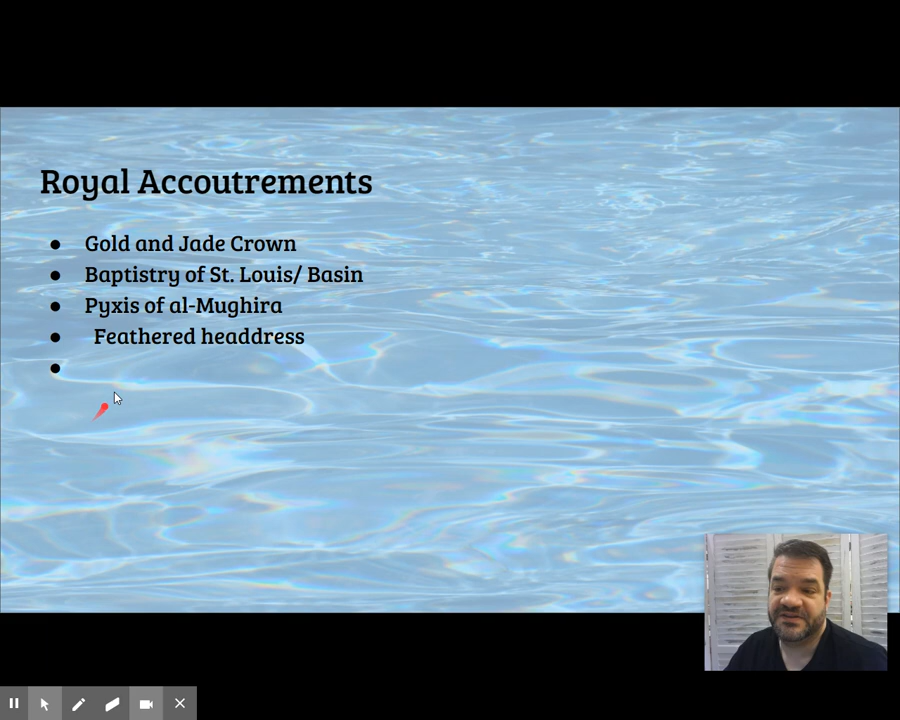 Royal Accoutrements
● Gold and Jade Crown
● Baptistry of St. Louis/ Basin
● Pyxis of al-Mughira
● Feathered headdress
●